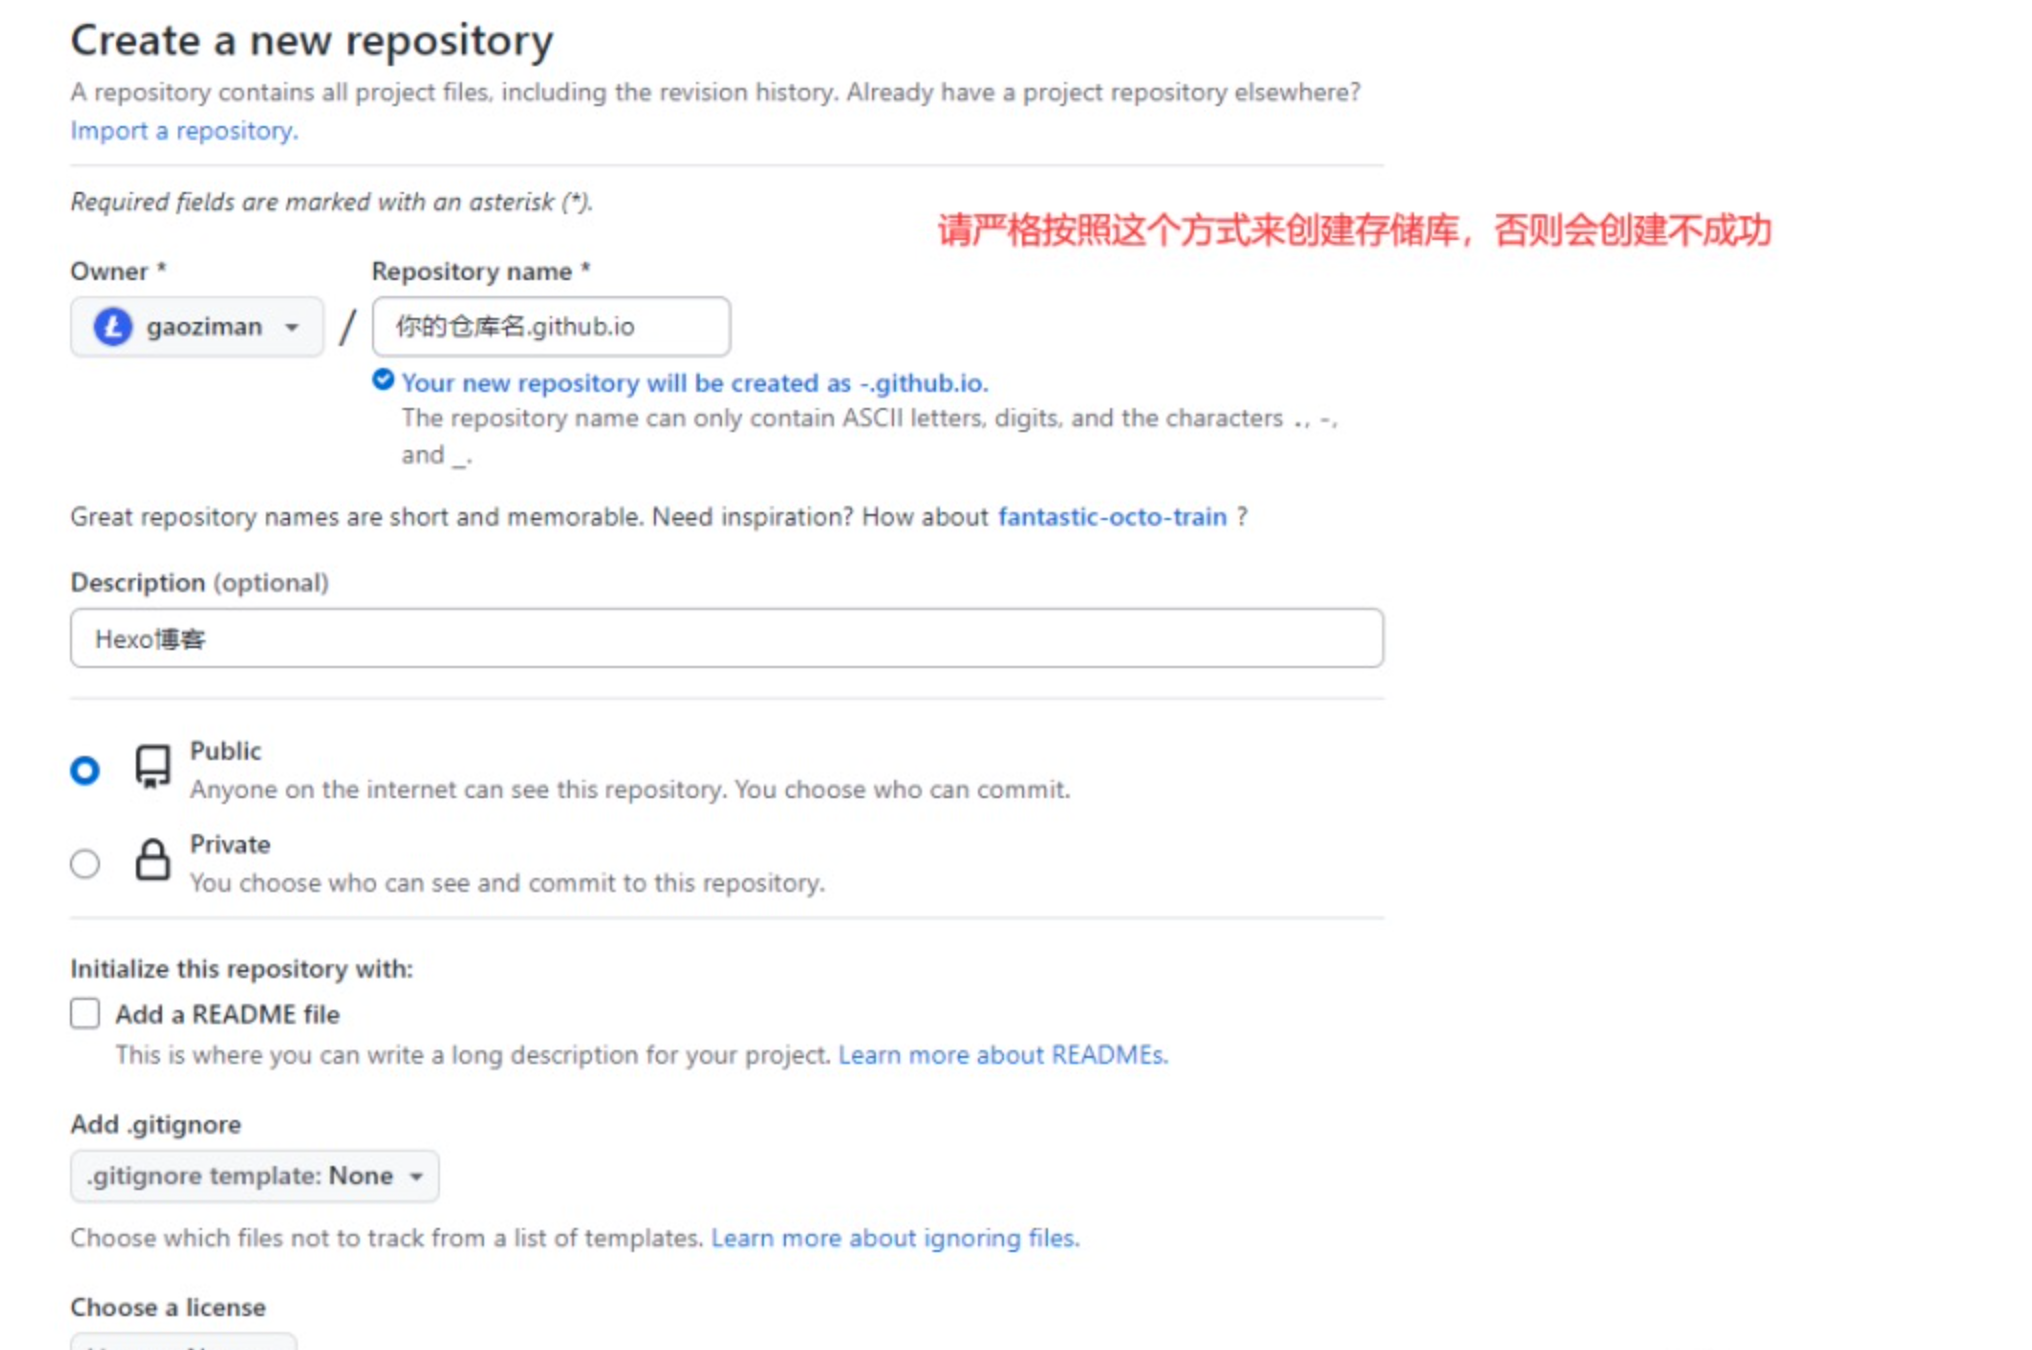 Create a new repository
A repository contains all project files, including the revision history. Already have a project repository elsewhere?
Import a repository.
Required fields are marked with an asterisk (*).
请严格按照这个方式来创建存储库，否则会创建不成功
Owner *
Repository name *
gaoziman
/
你的仓库名.github.io
Your new repository will be created as -.github.io.
The repository name can only contain ASCII letters, digits, and the characters ., -,
and _.
Great repository names are short and memorable. Need inspiration? How about fantastic-octo-train ?
Description (optional)
Hexo博客
Public
Anyone on the internet can see this repository. You choose who can commit.
Private
You choose who can see and commit to this repository.
Initialize this repository with:
Add a README file
This is where you can write a long description for your project. Learn more about READMEs.
Add .gitignore
.gitignore template: None
Choose which files not to track from a list of templates. Learn more about ignoring files.
Choose a license